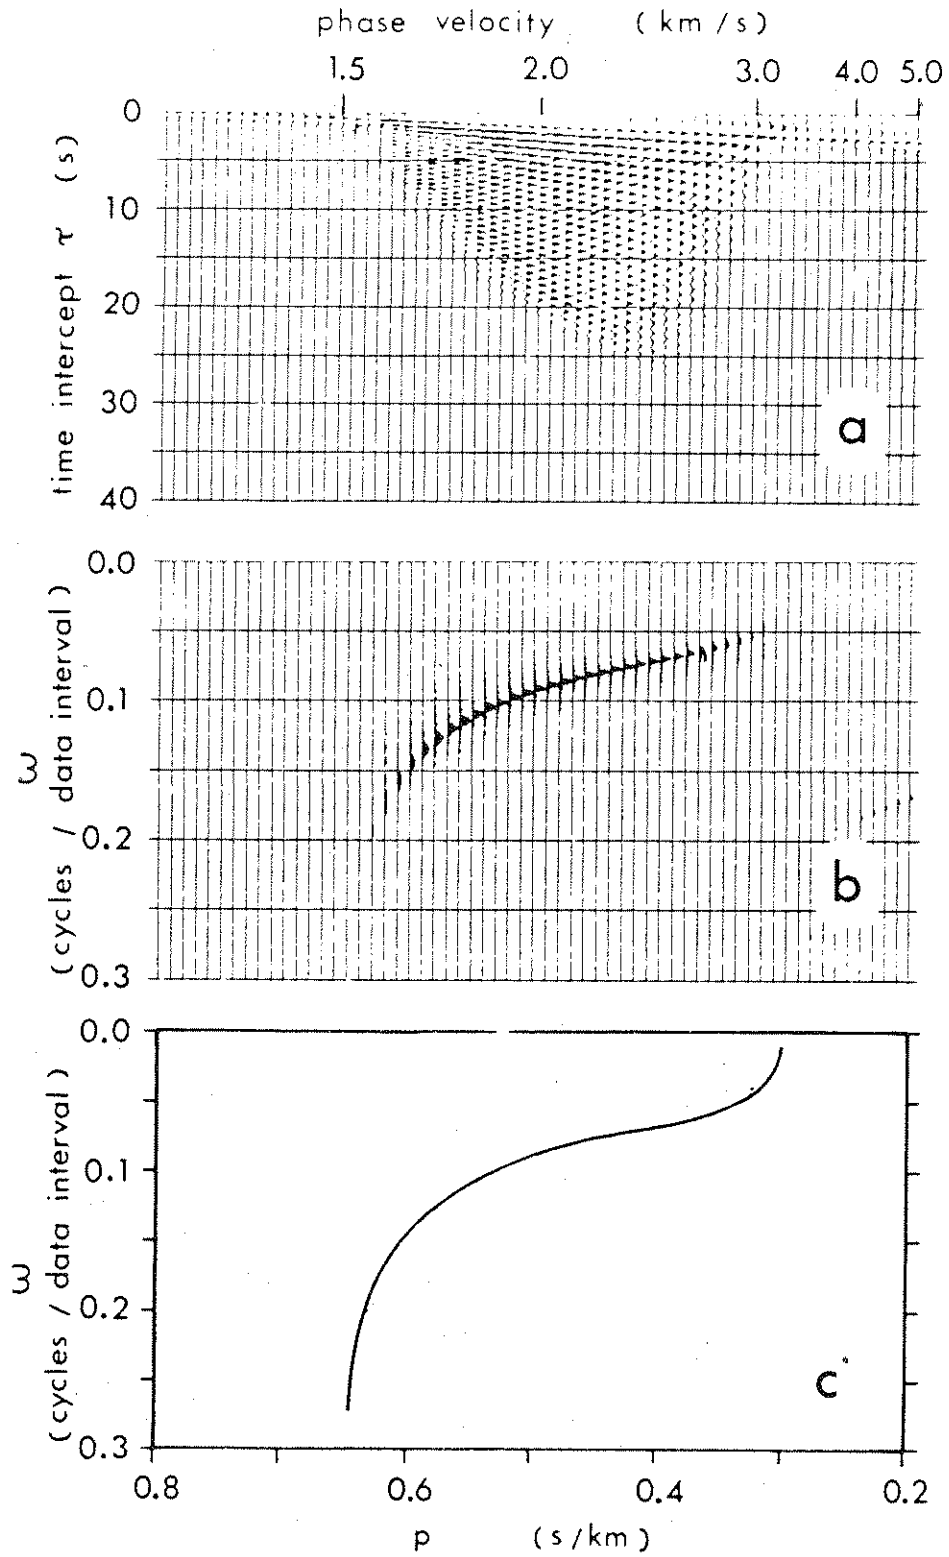 phase velocity (km/s)
1.5 2.0 3.0 4.0 5.0
time intercept τ (s)
0
10
20
30
40
a
ω
(cycles / data interval)
0.0
0.1
0.2
0.3
b
ω
(cycles / data interval)
0.0
0.1
0.2
0.3
c
0.8 0.6 0.4 0.2
p (s/km)